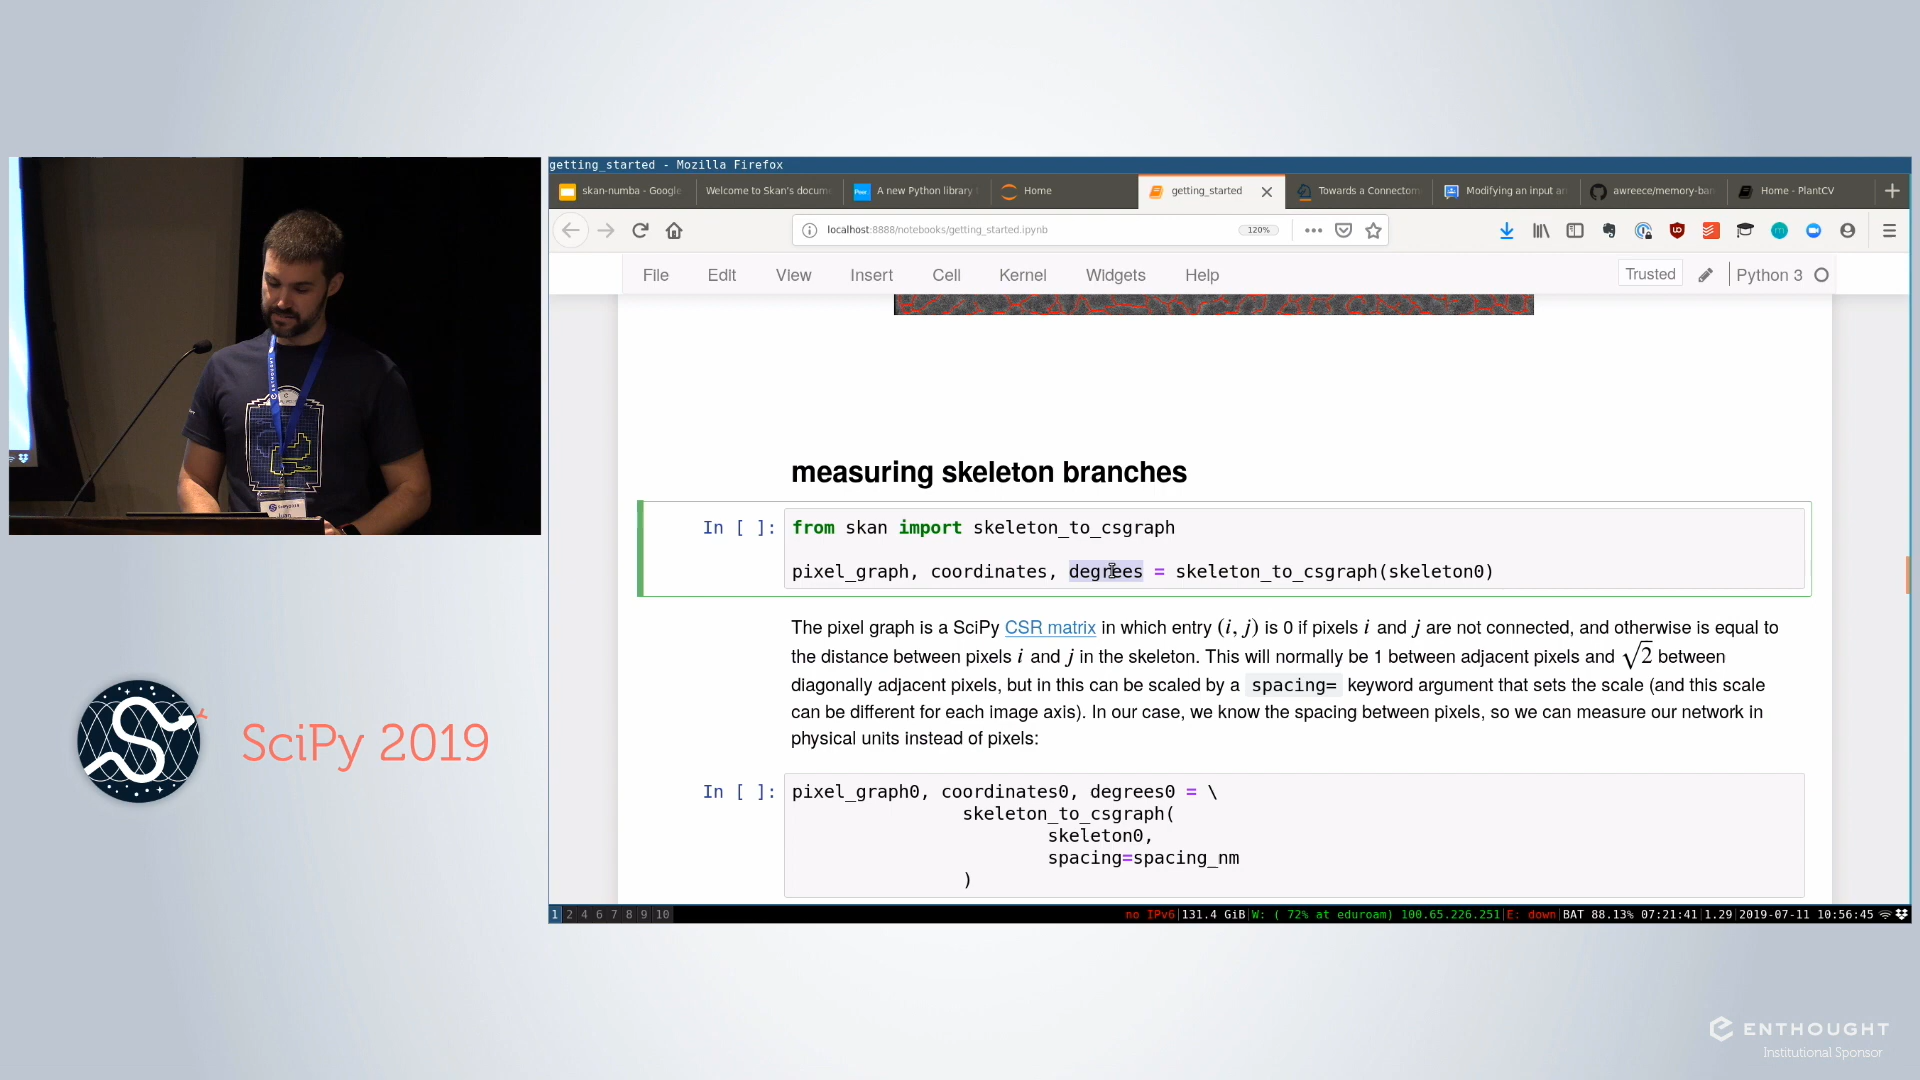 getting_started - Mozilla Firefox
skan-numba - Google
Welcome to Skan's docum
A new Python library
Home
getting_started
Towards a Connectom
Modifying an input an
awreece/memory-ban
Home - PlantCV
localhost:8888/notebooks/getting_started.ipynb
120%
File Edit View Insert Cell Kernel Widgets Help
Trusted
Python 3
measuring skeleton branches
In [ ]: from skan import skeleton_to_csgraph
pixel_graph, coordinates, degrees = skeleton_to_csgraph(skeleton0)
The pixel graph is a SciPy CSR matrix in which entry (i, j) is 0 if pixels i and j are not connected, and otherwise is equal to
the distance between pixels i and j in the skeleton. This will normally be 1 between adjacent pixels and √2 between
diagonally adjacent pixels, but in this can be scaled by a spacing= keyword argument that sets the scale (and this scale
can be different for each image axis). In our case, we know the spacing between pixels, so we can measure our network in
physical units instead of pixels:
In [ ]: pixel_graph0, coordinates0, degrees0 = \
skeleton_to_csgraph(
skeleton0,
spacing=spacing_nm
)
1 2 4 6 7 8 9 10
no IPv6|131.4 GiB|W: ( 72% at eduroam) 100.65.226.251|E: down|BAT 88.13% 07:21:41|1.29|2019-07-11 10:56:45
ENTHOUGHT
Juan
SciPy 2019
ENTHOUGHT
Institutional Sponsor